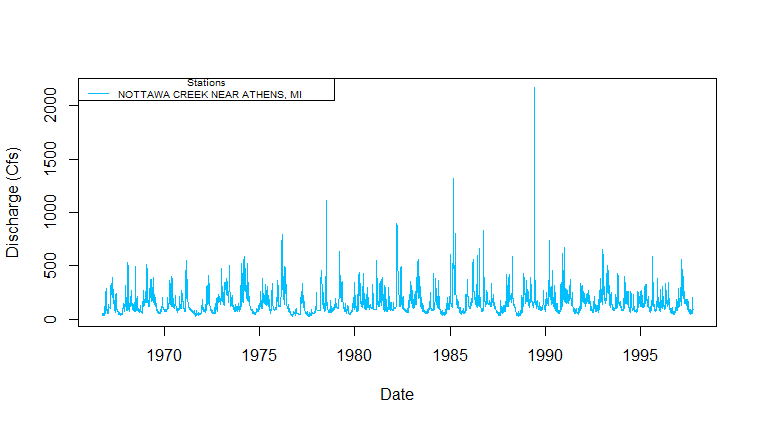 Stations
NOTTAWA CREEK NEAR ATHENS, MI
Discharge (Cfs)
2000
1500
1000
500
0
1970 1975 1980 1985 1990 1995
Date